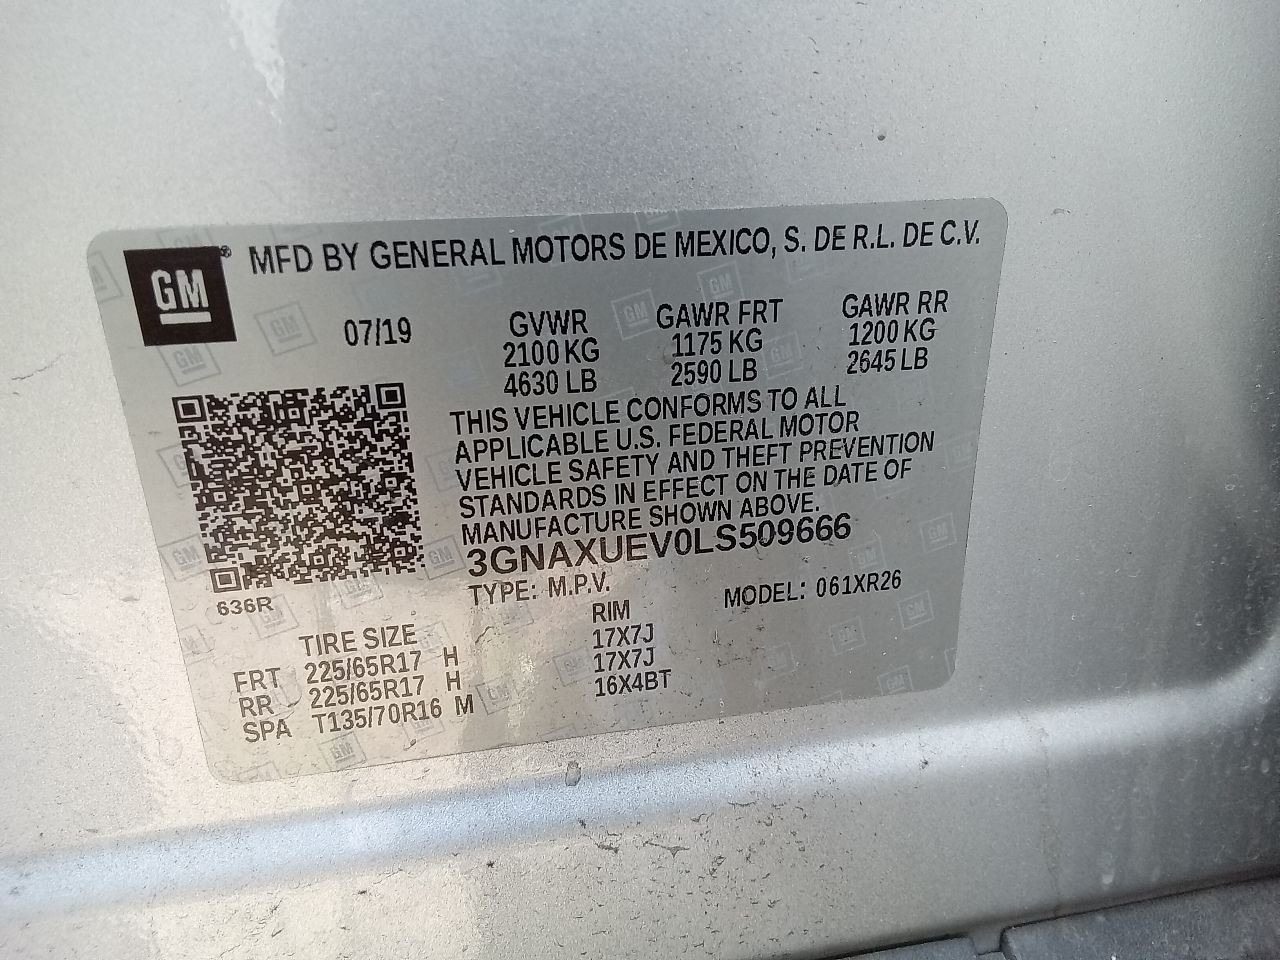 GM® MFD BY GENERAL MOTORS DE MEXICO, S. DE R.L. DE C.V.
07/19 GVWR GAWR FRT GAWR RR
2100 KG 1175 KG 1200 KG
4630 LB 2590 LB 2645 LB
THIS VEHICLE CONFORMS TO ALL
APPLICABLE U.S. FEDERAL MOTOR
VEHICLE SAFETY AND THEFT PREVENTION
STANDARDS IN EFFECT ON THE DATE OF
MANUFACTURE SHOWN ABOVE.
3GNAXUEV0LS509666
636R TYPE: M.P.V. MODEL: 061XR26
TIRE SIZE RIM
FRT 225/65R17 H 17X7J
RR 225/65R17 H 17X7J
SPA T135/70R16 M 16X4BT